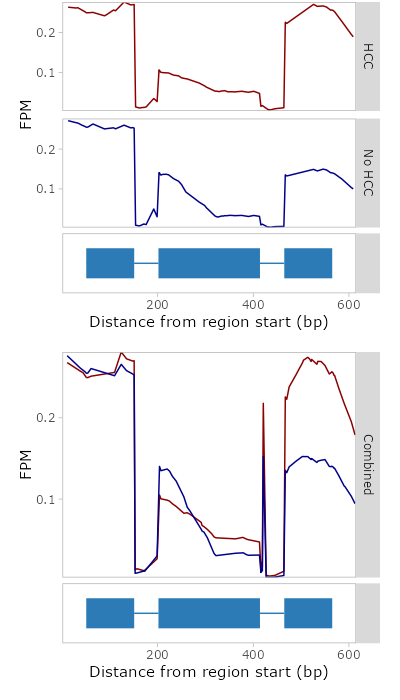 0.2
0.1
HCC
FPM
0.2
0.1
No HCC
200 400 600
Distance from region start (bp)
0.2
0.1
FPM
Combined
200 400 600
Distance from region start (bp)